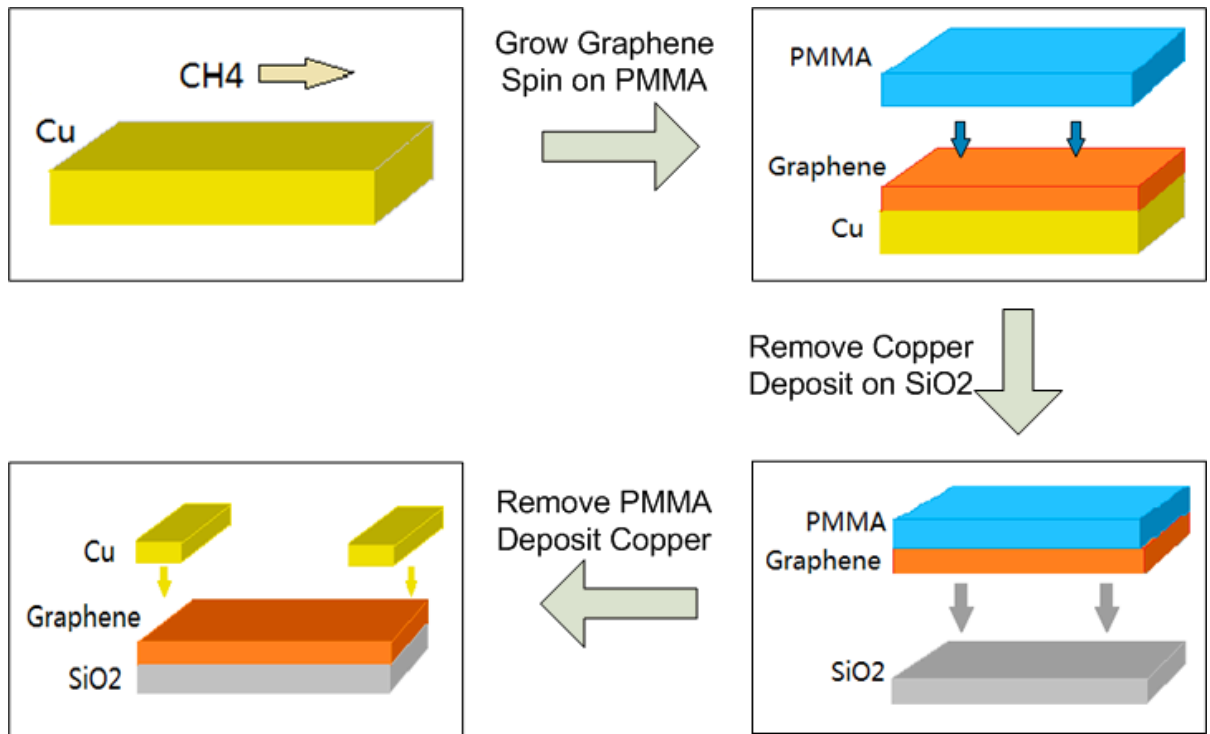 CH4
Cu
Grow Graphene
Spin on PMMA
PMMA
Graphene
Cu
Remove Copper
Deposit on SiO2
PMMA
Graphene
SiO2
Remove PMMA
Deposit Copper
Cu
Graphene
SiO2